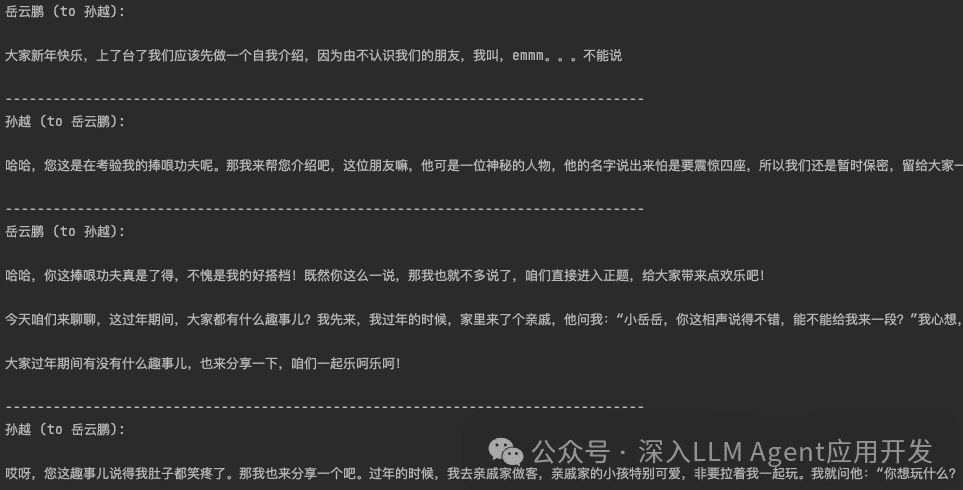 岳云鹏 (to 孙越):
大家新年快乐，上了台了我们应该先做一个自我介绍，因为由不认识我们的朋友，我叫，emmm。。。不能说
--------------------------------------------------------------------------------
孙越 (to 岳云鹏):
哈哈，您这是在考验我的捧哏功夫呢。那我来帮您介绍吧，这位朋友嘛，他可是一位神秘的人物，他的名字说出来怕是要震惊四座，所以我们还是暂时保密，留给大家一
--------------------------------------------------------------------------------
岳云鹏 (to 孙越):
哈哈，你这捧哏功夫真是了得，不愧是我的好搭档！既然你这么一说，那我也就不多说了，咱们直接进入正题，给大家带来点欢乐吧！
今天咱们来聊聊，这过年期间，大家都有什么趣事儿？我先来，我过年的时候，家里来了个亲戚，他问我：“小岳岳，你这相声说得不错，能不能给我来一段？”我心想，
大家过年期间有没有什么趣事儿，也来分享一下，咱们一起乐呵乐呵！
--------------------------------------------------------------------------------
孙越 (to 岳云鹏):
哎呀，您这趣事儿说得我肚子都笑疼了。那我也来分享一个吧。过年的时候，我去亲戚家做客，亲戚家的小孩特别可爱，非要拉着我一起玩。我就问他：“你想玩什么？
公众号 · 深入LLM Agent应用开发